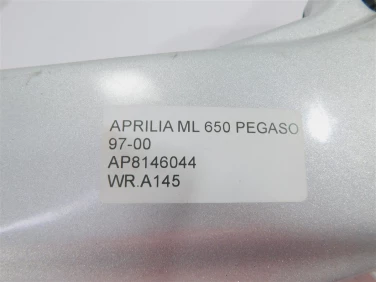 APRILIA ML 650 PEGASO
97-00
AP8146044
WR.A145